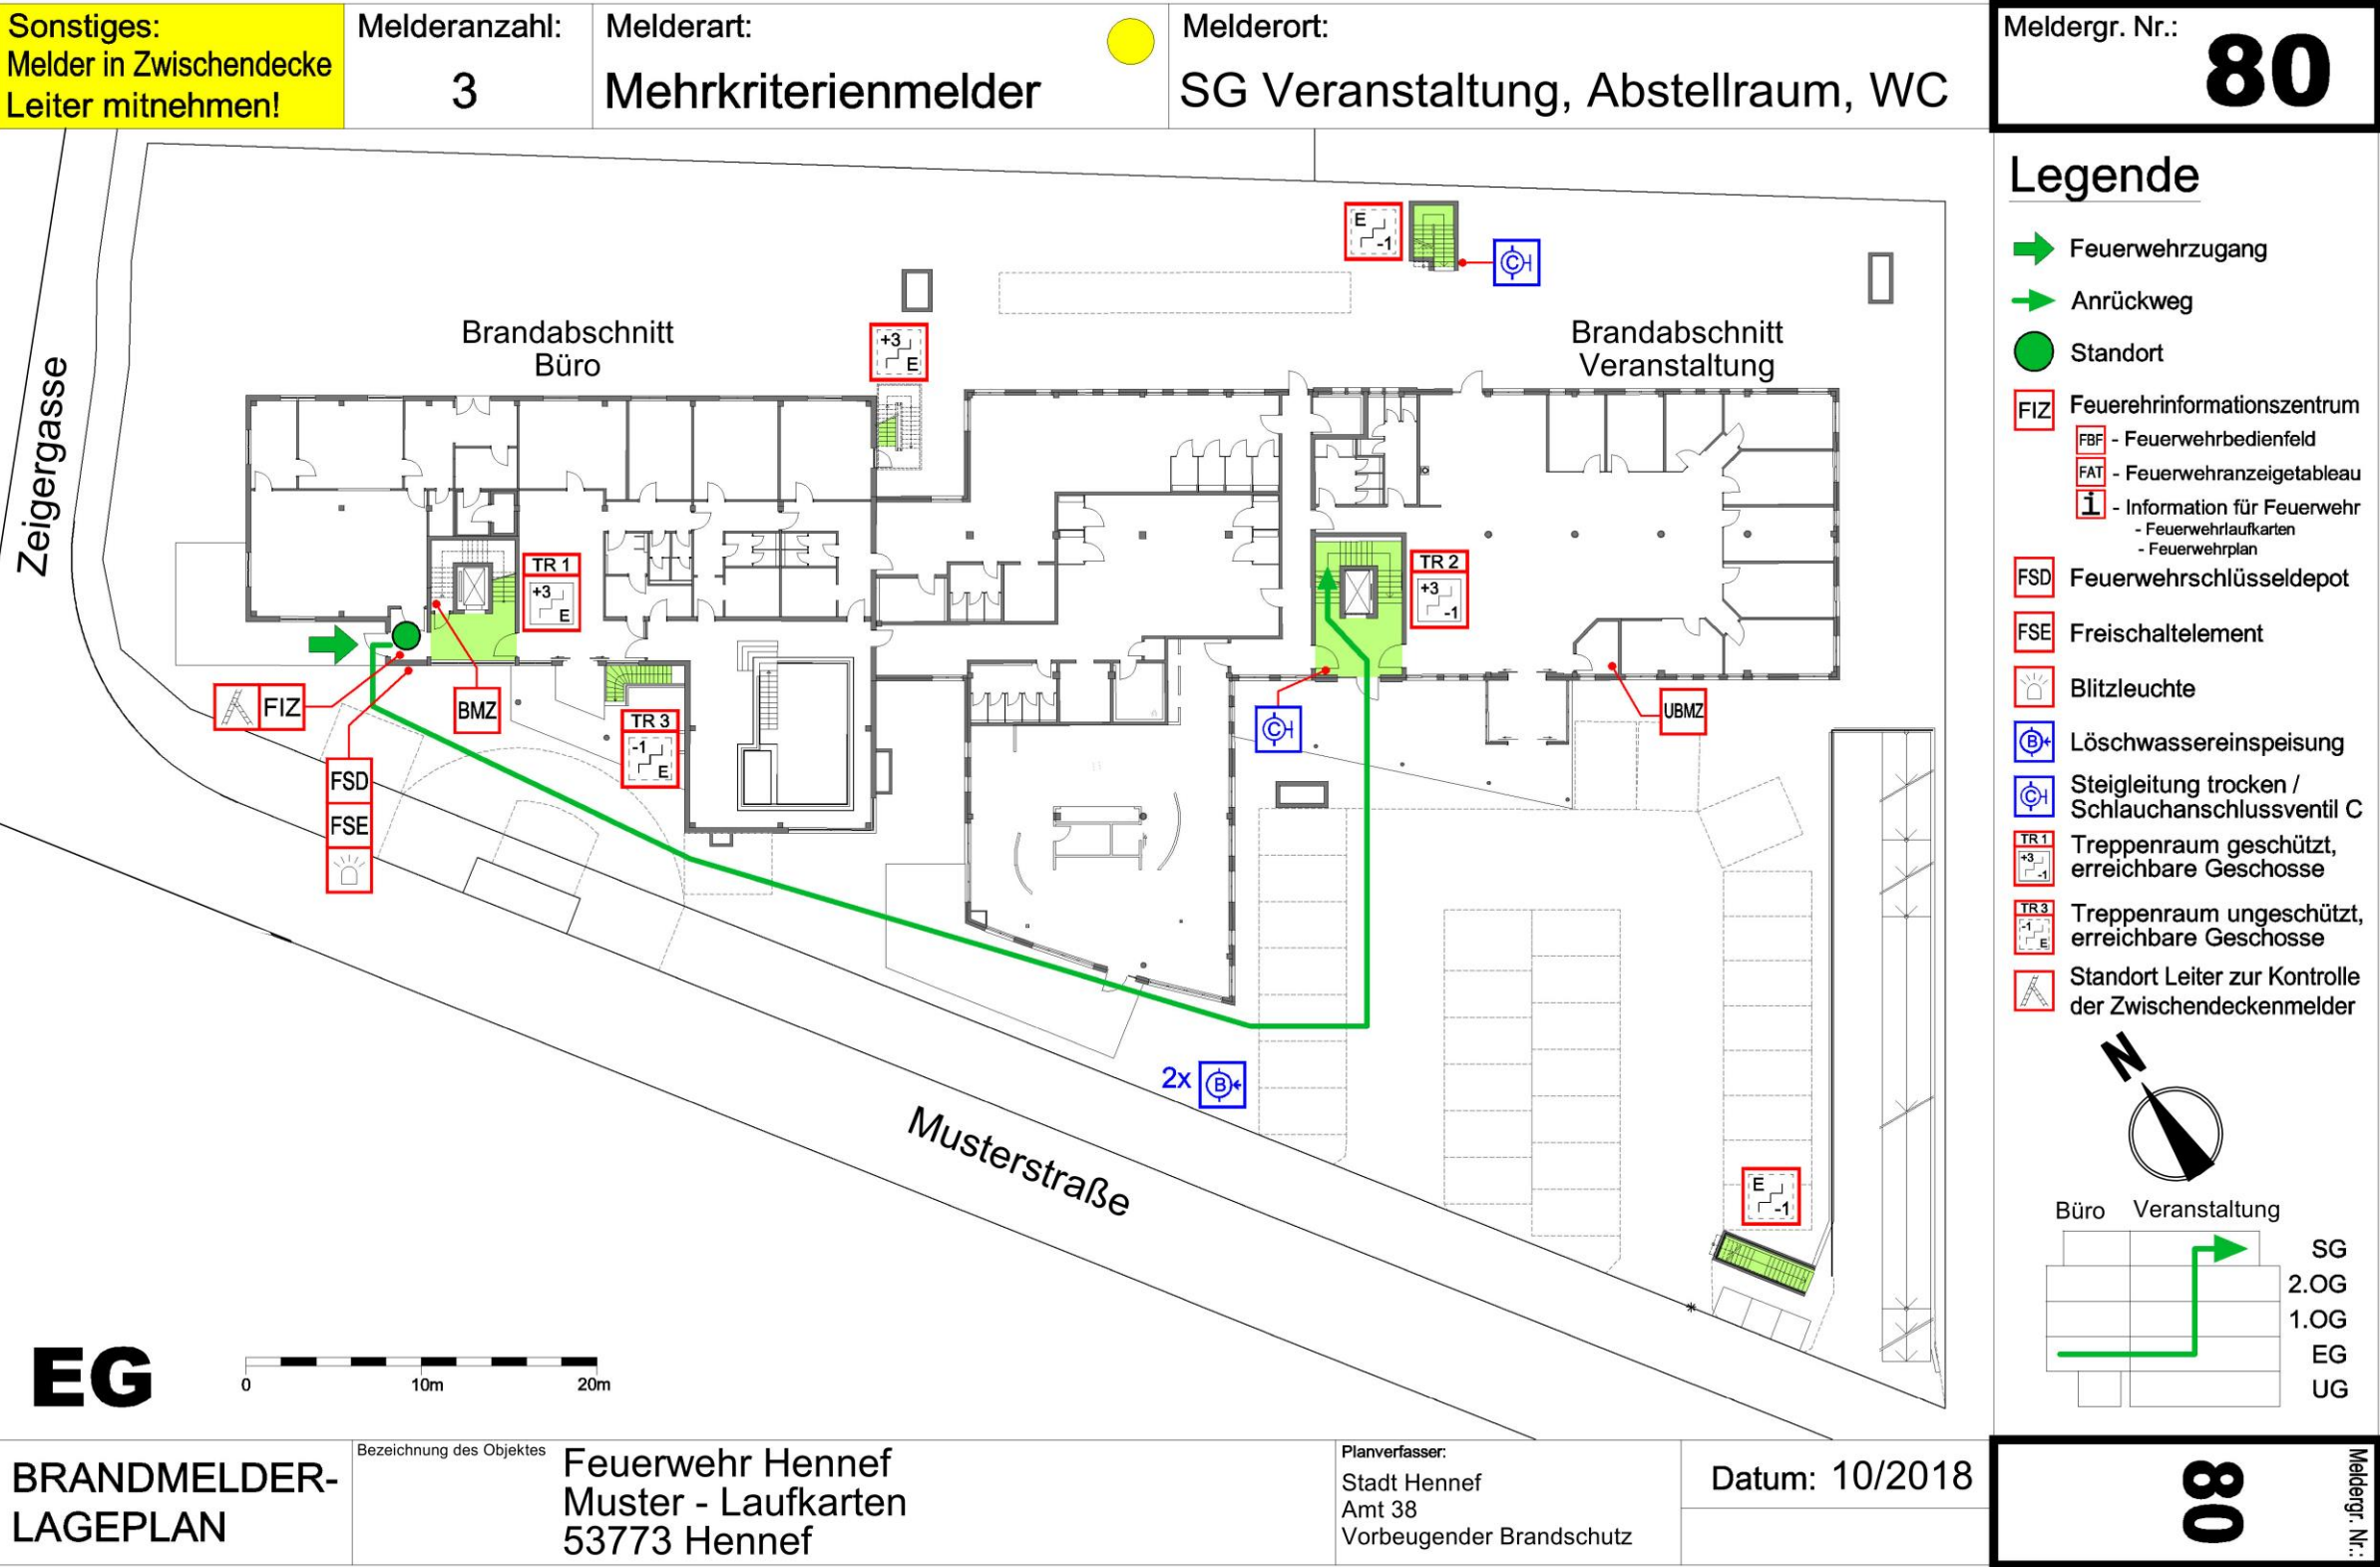 Sonstiges:
Melder in Zwischendecke
Leiter mitnehmen!
Melderanzahl:
3
Melderart:
Mehrkriterienmelder
Melderort:
SG Veranstaltung, Abstellraum, WC
Meldergr. Nr.:
80
Zeigergasse
Brandabschnitt
Büro
+3
E
E
-1
C
Brandabschnitt
Veranstaltung
TR 1
+3
E
TR 2
+3
-1
FIZ
BMZ
TR 3
-1
E
C
UBMZ
FSD
FSE
2x
B
Musterstraße
E
-1
EG
0
10m
20m
Legende
Feuerwehrzugang
Anrückweg
Standort
FIZ
Feuerehrinformationszentrum
FBF
- Feuerwehrbedienfeld
FAT
- Feuerwehranzeigetableau
i
- Information für Feuerwehr
- Feuerwehrlaufkarten
- Feuerwehrplan
FSD
Feuerwehrschlüsseldepot
FSE
Freischaltelement
Blitzleuchte
B
Löschwassereinspeisung
C
Steigleitung trocken /
Schlauchanschlussventil C
TR 1
+3
-1
Treppenraum geschützt,
erreichbare Geschosse
TR 3
-1
E
Treppenraum ungeschützt,
erreichbare Geschosse
Standort Leiter zur Kontrolle
der Zwischendeckenmelder
N
Büro
Veranstaltung
SG
2.OG
1.OG
EG
UG
BRANDMELDER-
LAGEPLAN
Bezeichnung des Objektes
Feuerwehr Hennef
Muster - Laufkarten
53773 Hennef
Planverfasser:
Stadt Hennef
Amt 38
Vorbeugender Brandschutz
Datum: 10/2018
80
Meldergr. Nr.: